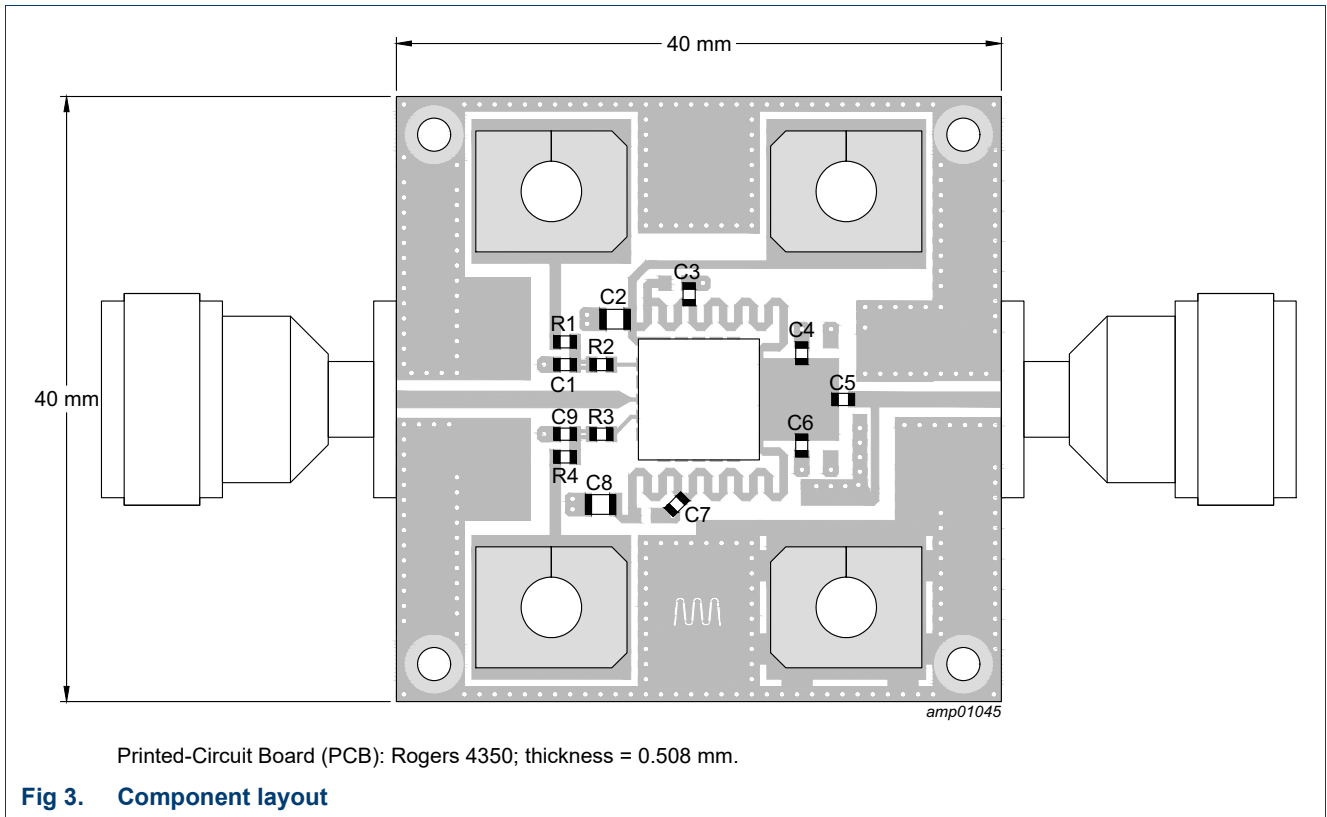 40 mm
40 mm
C3
C2
R1
C4
R2
C1
C5
C9 R3
C6
R4
C8
C7
amp01045
Printed-Circuit Board (PCB): Rogers 4350; thickness = 0.508 mm.
Fig 3. Component layout